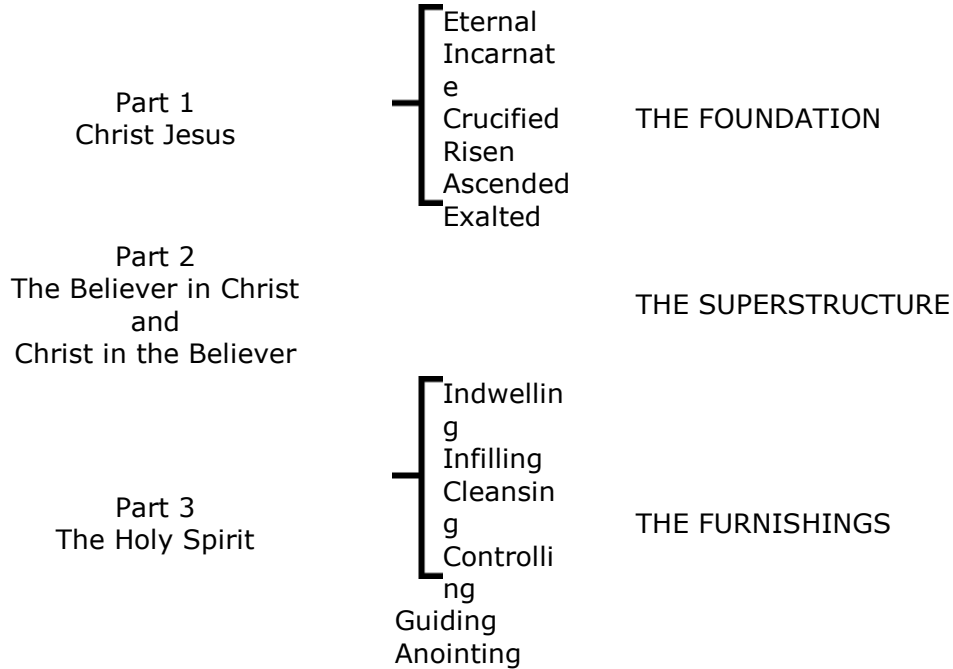 Part 1
Christ Jesus
Eternal
Incarnat
e
Crucified
Risen
Ascended
Exalted
THE FOUNDATION
Part 2
The Believer in Christ
and
Christ in the Believer
THE SUPERSTRUCTURE
Part 3
The Holy Spirit
Indwellin
g
Infilling
Cleansin
g
Controlli
ng
Guiding
Anointing
THE FURNISHINGS